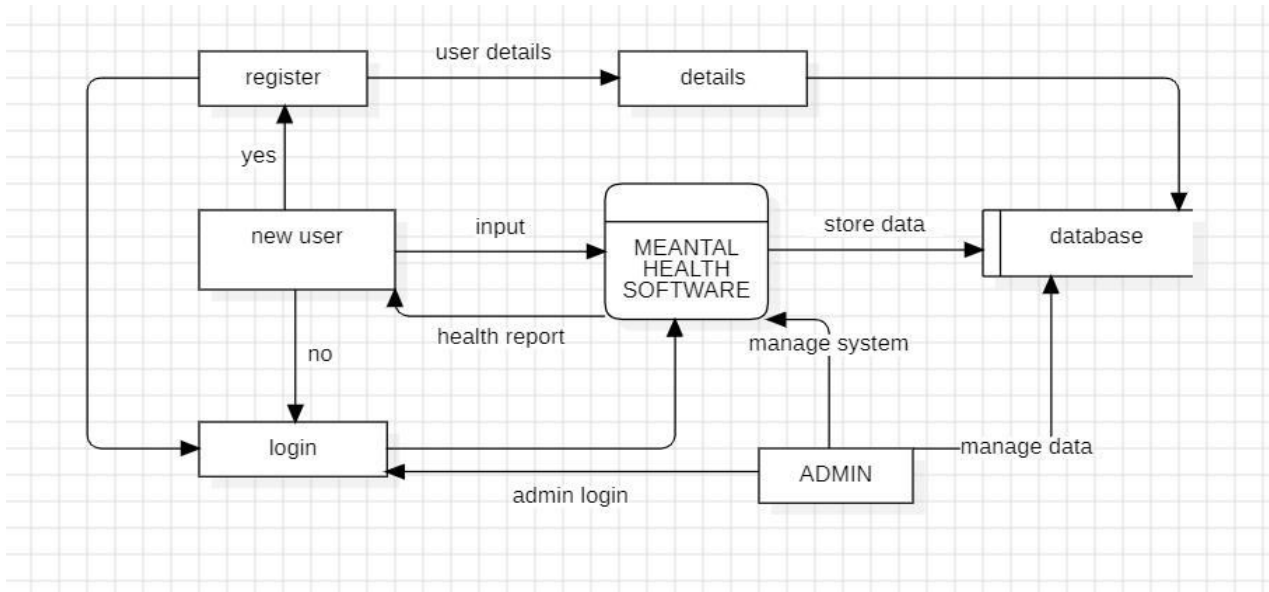 user details
register
details
yes
new user
input
store data
database
MEANTAL
HEALTH
SOFTWARE
health report
manage system
no
login
manage data
ADMIN
admin login